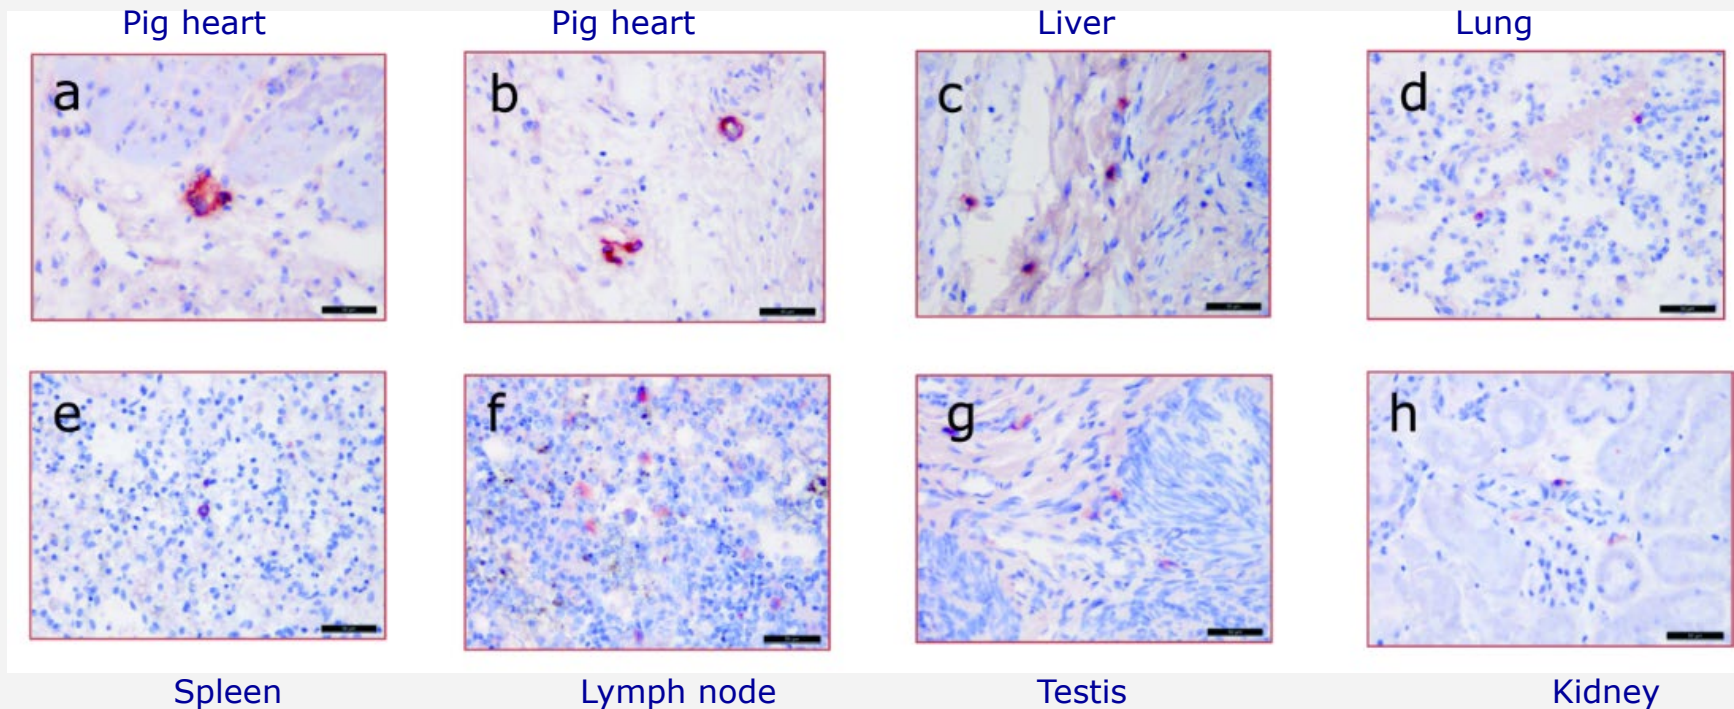 Pig heart
Pig heart
Liver
Lung
a
b
c
d
e
f
g
h
Spleen
Lymph node
Testis
Kidney